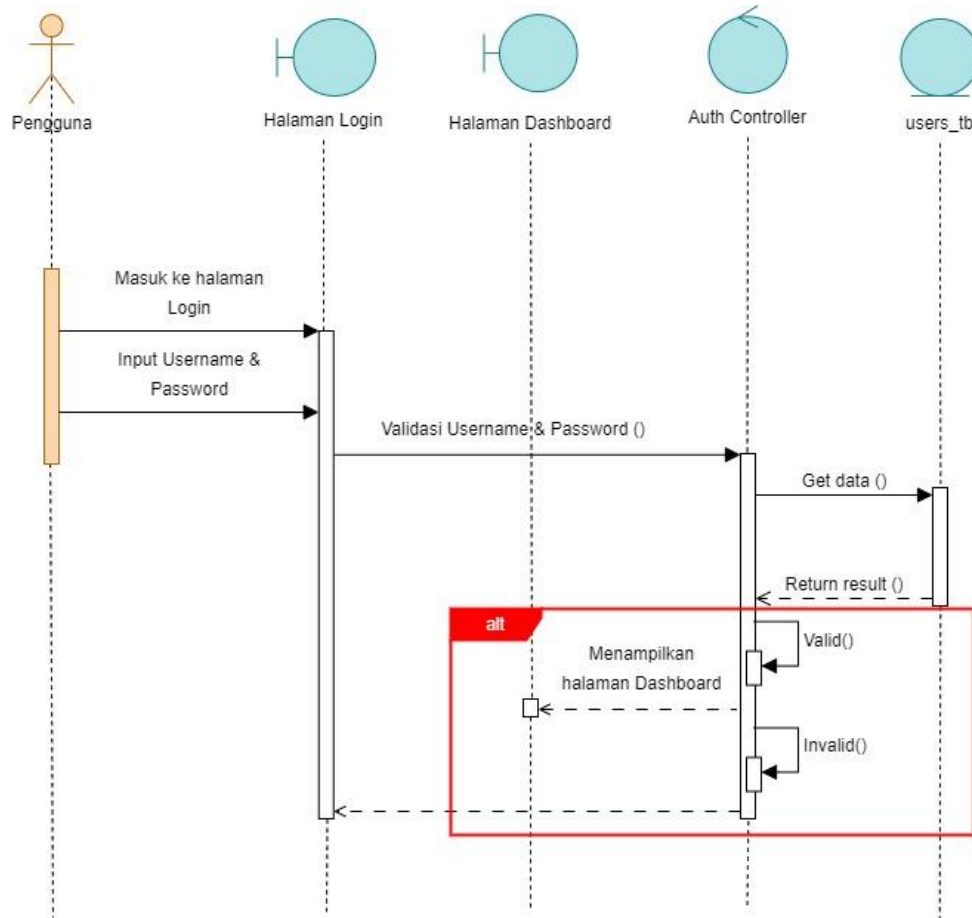 Pengguna
Halaman Login
Halaman Dashboard
Auth Controller
users_tb
Masuk ke halaman
Login
Input Username &
Password
Validasi Username & Password ()
Get data ()
Return result ()
alt
Valid()
Menampilkan
halaman Dashboard
Invalid()